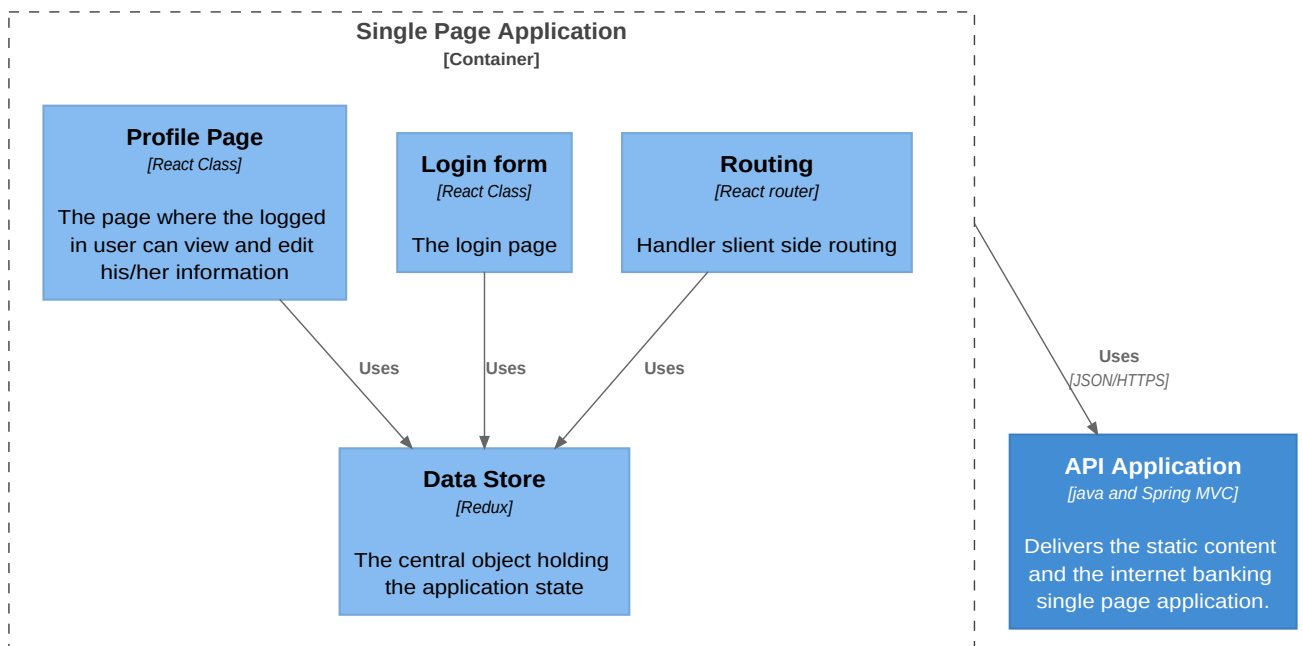 Single Page Application
[Container]
Profile Page
[React Class]
The page where the logged
in user can view and edit
his/her information
Login form
[React Class]
The login page
Routing
[React router]
Handler slient side routing
Uses
Uses
Uses
Uses
[JSON/HTTPS]
Data Store
[Redux]
The central object holding
the application state
API Application
[java and Spring MVC]
Delivers the static content
and the internet banking
single page application.